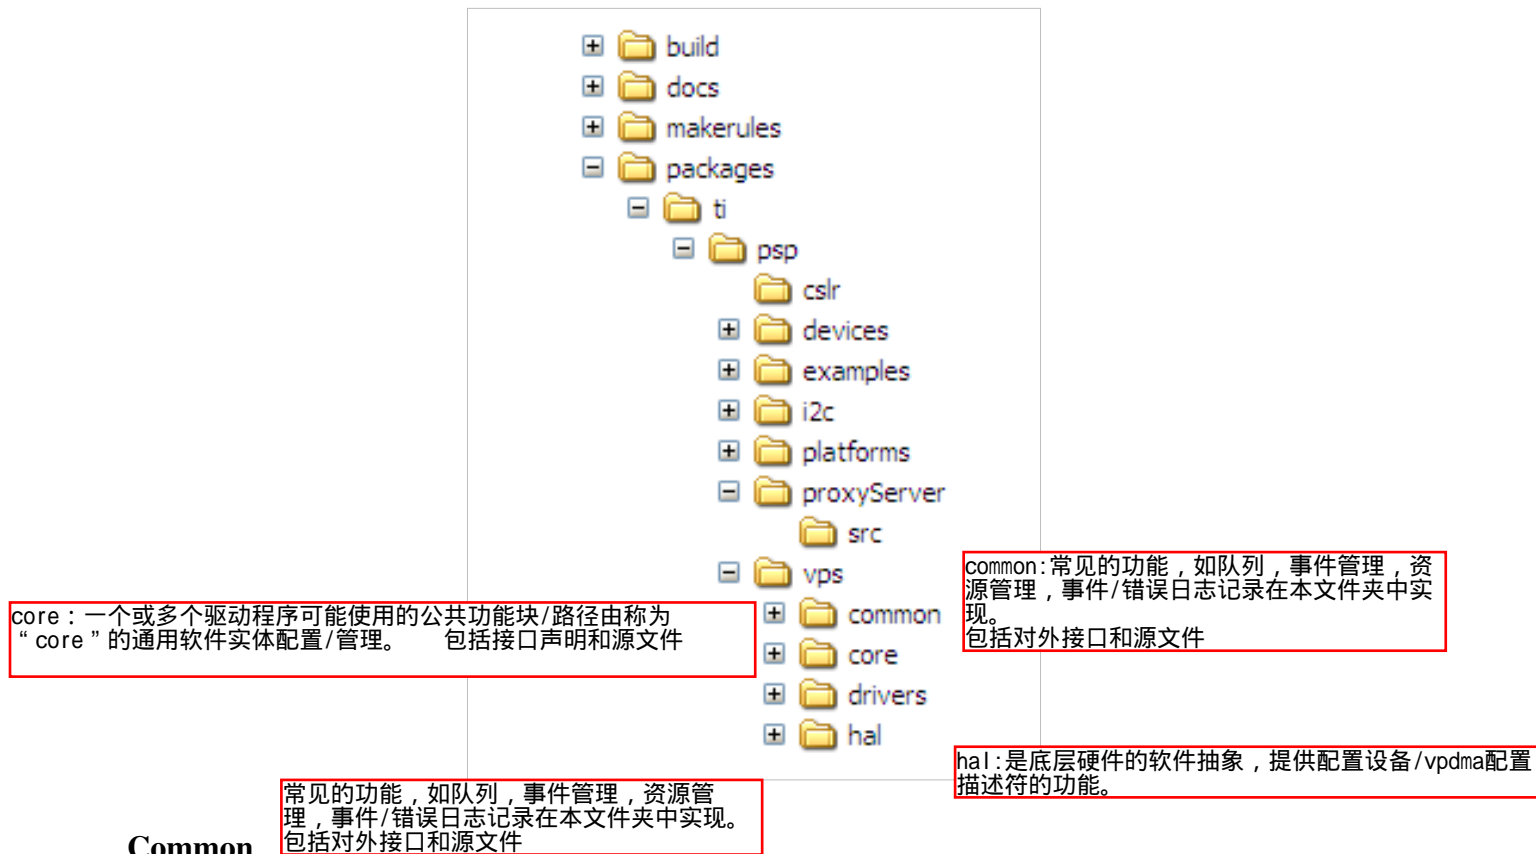 build
docs
makerules
packages
ti
psp
cslr
devices
examples
i2c
platforms
proxyServer
src
vps
common
core
drivers
hal
common:常见的功能，如队列，事件管理，资
源管理，事件/错误日志记录在本文件夹中实
现。
包括对外接口和源文件
core：一个或多个驱动程序可能使用的公共功能块/路径由称为
“core”的通用软件实体配置/管理。 包括接口声明和源文件
hal:是底层硬件的软件抽象，提供配置设备/vpdma配置
描述符的功能。
常见的功能，如队列，事件管理，资源管
理，事件/错误日志记录在本文件夹中实现。
包括对外接口和源文件
Common